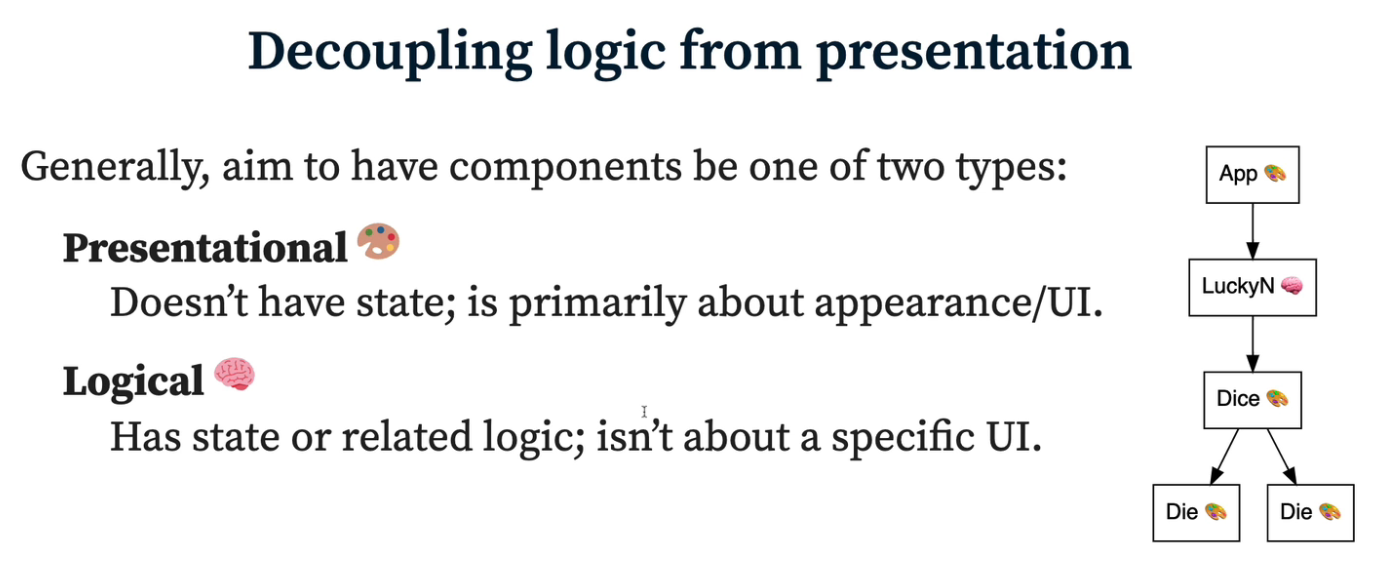 Decoupling logic from presentation
Generally, aim to have components be one of two types:
Presentational 🎨
Doesn’t have state; is primarily about appearance/UI.
Logical 🧠
Has state or related logic; isn’t about a specific UI.
App 🎨
LuckyN 🧠
Dice 🎨
Die 🎨
Die 🎨